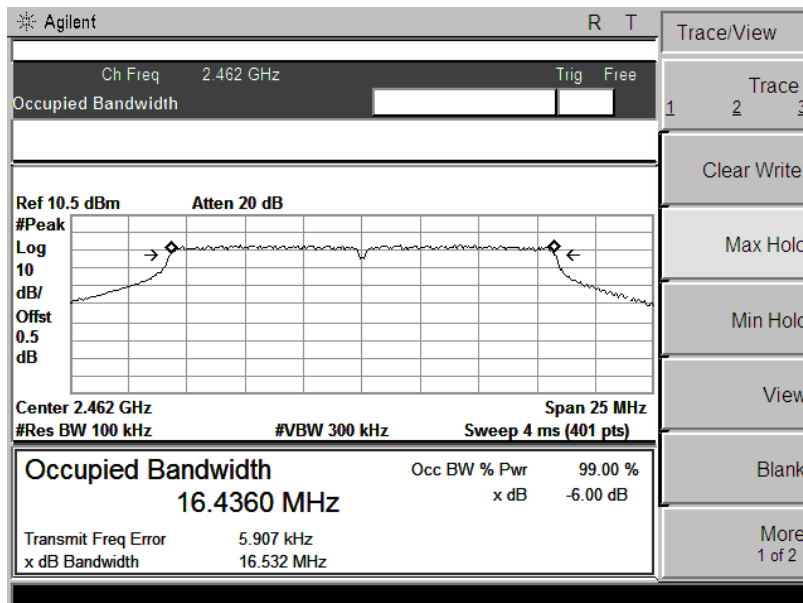 Agilent R T
Ch Freq 2.462 GHz Trig Free
Occupied Bandwidth
Ref 10.5 dBm Atten 20 dB
#Peak
Log
10
dB/
Offst
0.5
dB
Center 2.462 GHz Span 25 MHz
#Res BW 100 kHz #VBW 300 kHz Sweep 4 ms (401 pts)
Occupied Bandwidth Occ BW % Pwr 99.00 %
16.4360 MHz x dB -6.00 dB
Transmit Freq Error 5.907 kHz
x dB Bandwidth 16.532 MHz
Trace/View
Trace
1 2 3
Clear Write
Max Hold
Min Hold
View
Blank
More
1 of 2